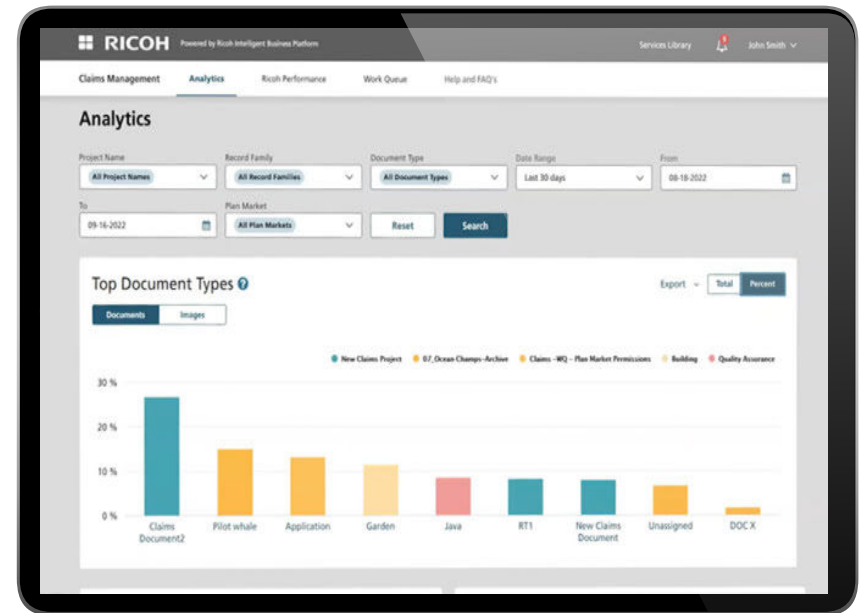 RICOH Powered by Ricoh Intelligent Business Platform Services Library John Smith
Claims Management Analytics Ricoh Performance Work Queue Help and FAQ's
Analytics
Project Name Record Family Document Type Date Range From
All Project Names All Record Families All Document Types Last 30 days 08-18-2022
To Plan Market
09-16-2022 All Plan Markets Reset Search
Top Document Types ? Export Total Percent
Documents Images
New Claims Project 07_Ocean Champs-Archive Claims -WQ - Plan Market Permissions Building Quality Assurance
30 %
20 %
10 %
0 %
Claims Document2 Pilot whale Application Garden Java RT1 New Claims Document Unassigned DOC X